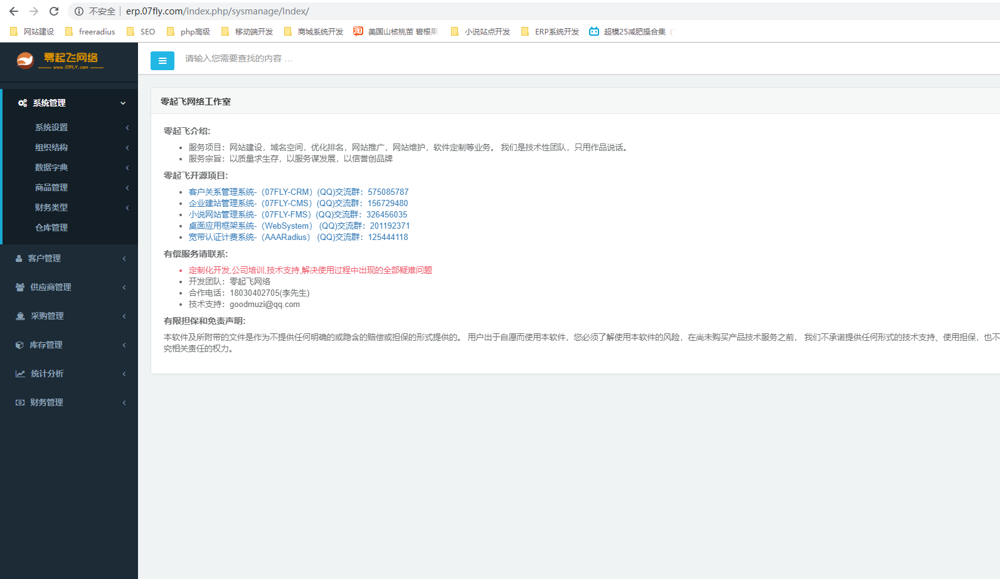 不安全 erp.07fly.com/index.php/sysmanage/Index/
网站建设 freeradius SEO php高级 移动端开发 商城系统开发 美国山核桃苗 碧根果 小说站点开发 ERP系统开发 超模25减肥操合集（
零起飞网络
www.07FLY.com
请输入您需要查找的内容 …
系统管理
系统设置
组织结构
数据字典
商品管理
财务类型
仓库管理
客户管理
供应商管理
采购管理
库存管理
统计分析
财务管理
零起飞网络工作室
零起飞介绍：
服务项目：网站建设，域名空间，优化排名，网站推广，网站维护，软件定制等业务。 我们是技术性团队，只用作品说话。
服务宗旨：以质量求生存，以服务谋发展，以信誉创品牌
零起飞开源项目：
客户关系管理系统-（07FLY-CRM）(QQ)交流群：575085787
企业建站管理系统-（07FLY-CMS）(QQ)交流群：156729480
小说网站管理系统-（07FLY-FMS）(QQ)交流群：326456035
桌面应用框架系统-（WebSystem） (QQ)交流群：201192371
宽带认证计费系统-（AAARadius） (QQ)交流群：125444118
有偿服务请联系：
定制化开发,公司培训,技术支持,解决使用过程中出现的全部疑难问题
开发团队：零起飞网络
合作电话：18030402705(李先生)
技术支持：goodmuzi@qq.com
有限担保和免责声明：
本软件及所附带的文件是作为不提供任何明确的或隐含的赔偿或担保的形式提供的。 用户出于自愿而使用本软件，您必须了解使用本软件的风险，在尚未购买产品技术服务之前， 我们不承诺提供任何形式的技术支持、使用担保，也不
究相关责任的权力。